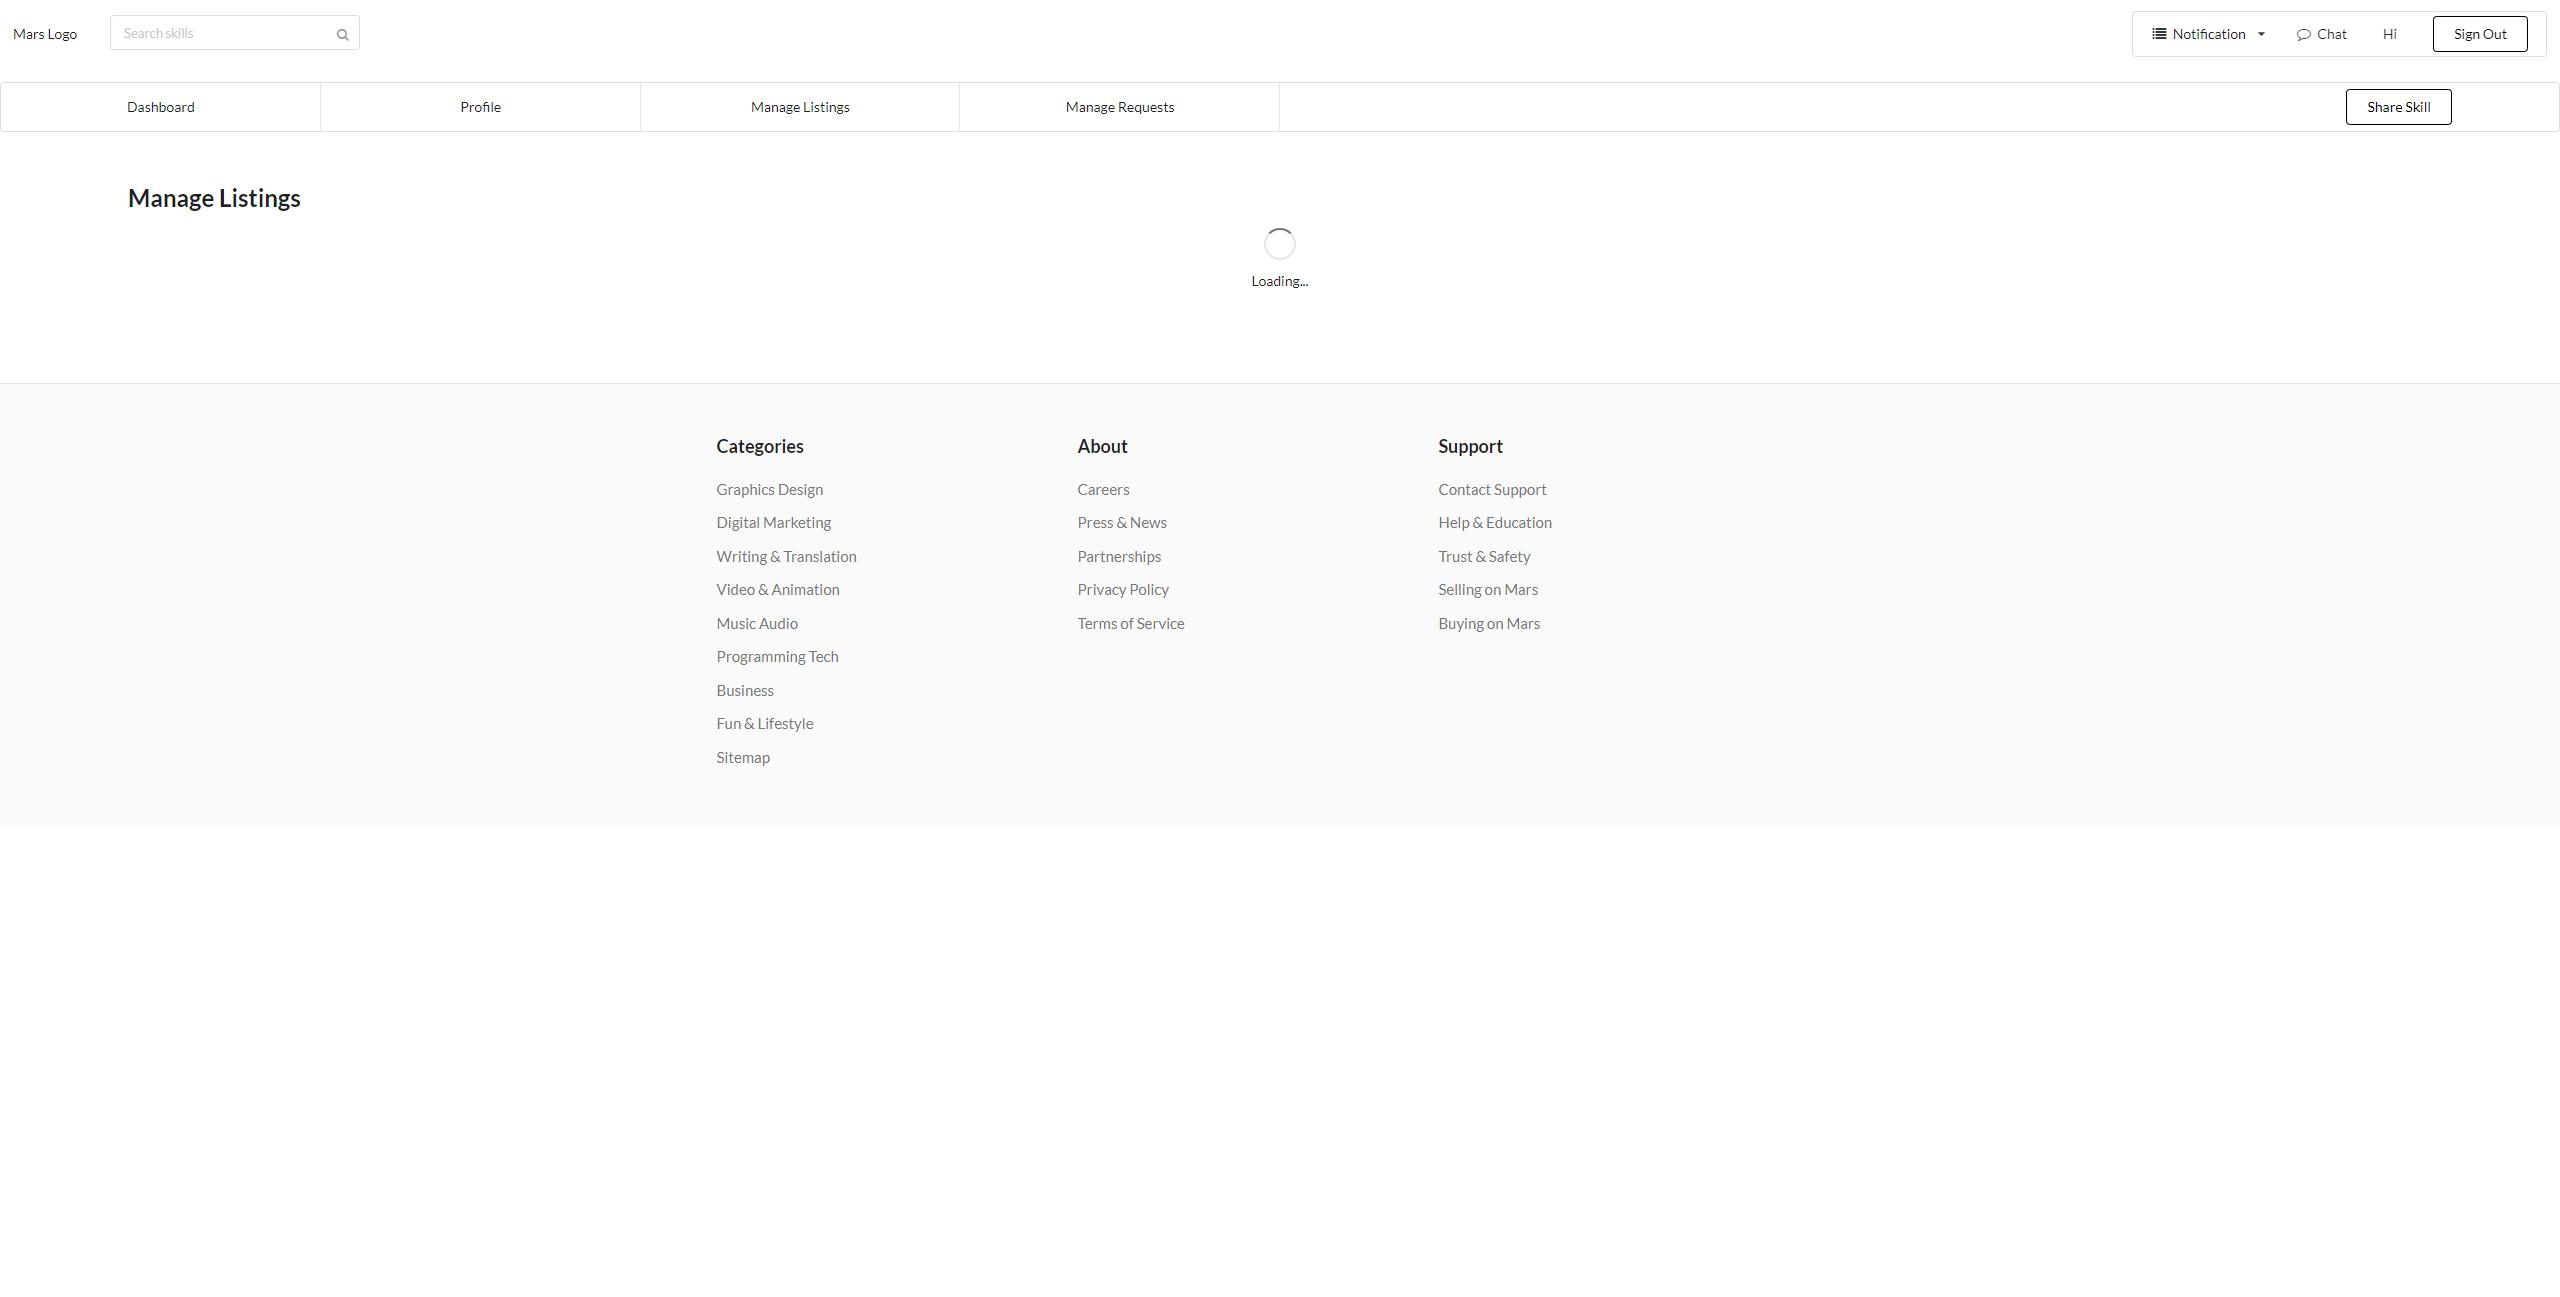 Mars Logo
Search skills
Notification
Chat
Hi
Sign Out
Dashboard
Profile
Manage Listings
Manage Requests
Share Skill
Manage Listings
Loading...
Categories
Graphics Design
Digital Marketing
Writing & Translation
Video & Animation
Music Audio
Programming Tech
Business
Fun & Lifestyle
Sitemap
About
Careers
Press & News
Partnerships
Privacy Policy
Terms of Service
Support
Contact Support
Help & Education
Trust & Safety
Selling on Mars
Buying on Mars